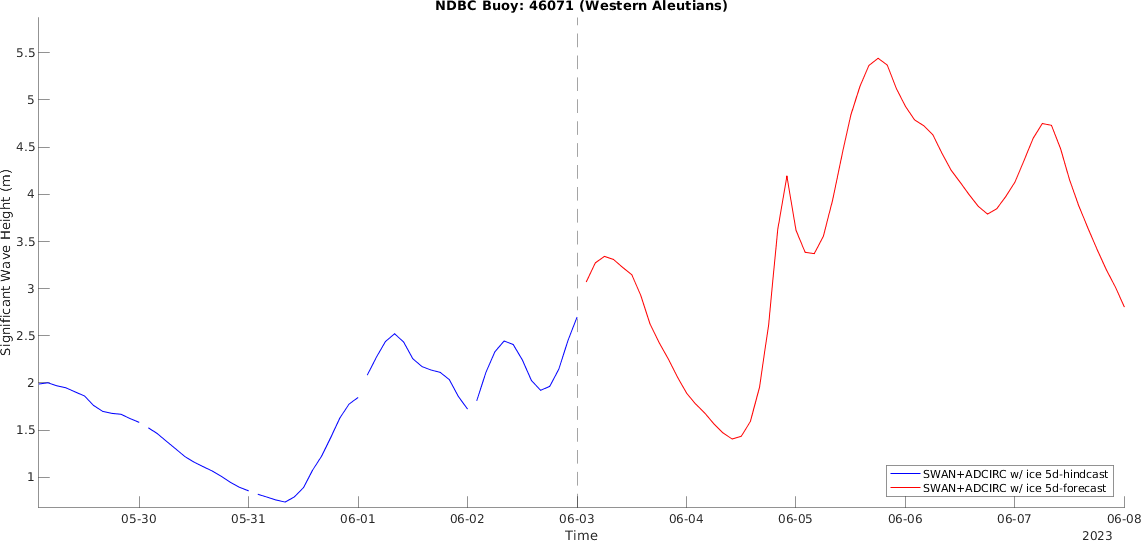 NDBC Buoy: 46071 (Western Aleutians)
Significant Wave Height (m)
5.5
5
4.5
4
3.5
3
2.5
2
1.5
1
SWAN+ADCIRC w/ ice 5d-hindcast
SWAN+ADCIRC w/ ice 5d-forecast
05-30 05-31 06-01 06-02 06-03 06-04 06-05 06-06 06-07 06-08
Time
2023